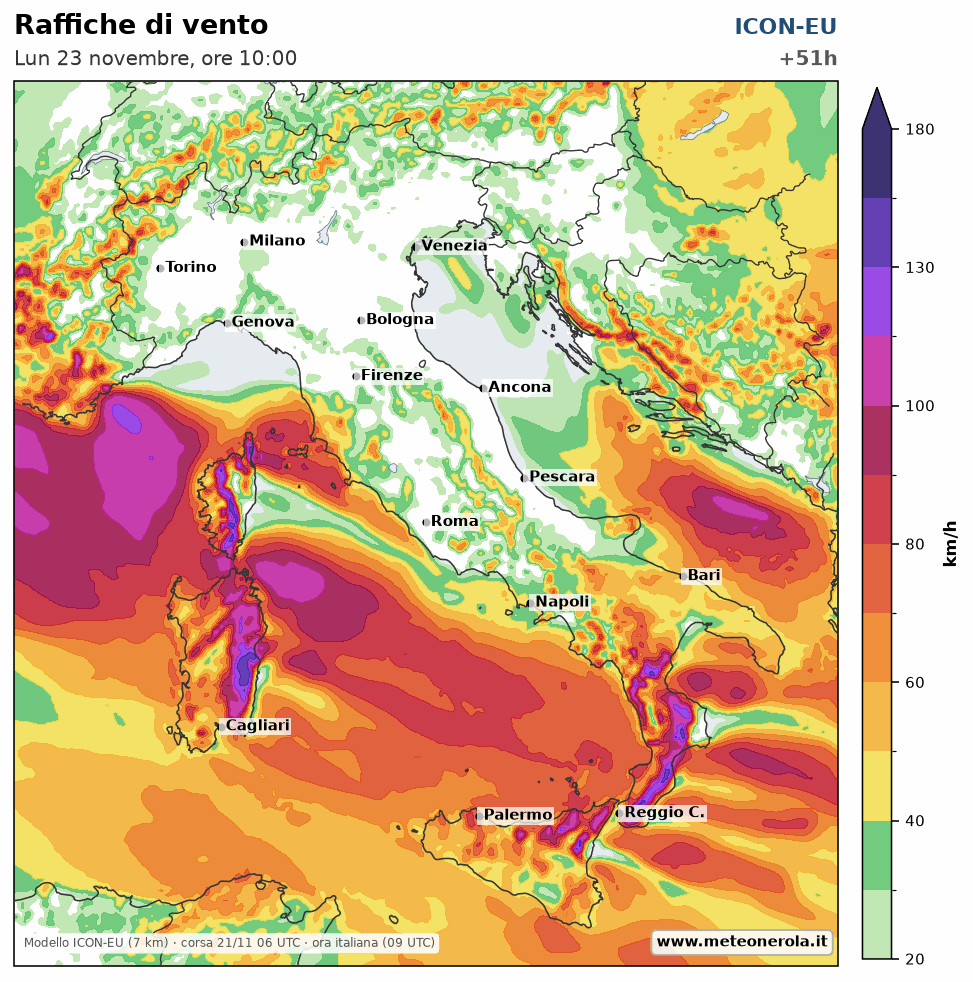 Raffiche di vento
ICON-EU
Lun 23 novembre, ore 10:00
+51h
180
130
100
80
60
40
20
km/h
Venezia
Milano
Torino
Genova
Bologna
Firenze
Ancona
Pescara
Roma
Bari
Napoli
Cagliari
Palermo
Reggio C.
Modello ICON-EU (7 km) · corsa 21/11 06 UTC · ora italiana (09 UTC)
www.meteonerola.it